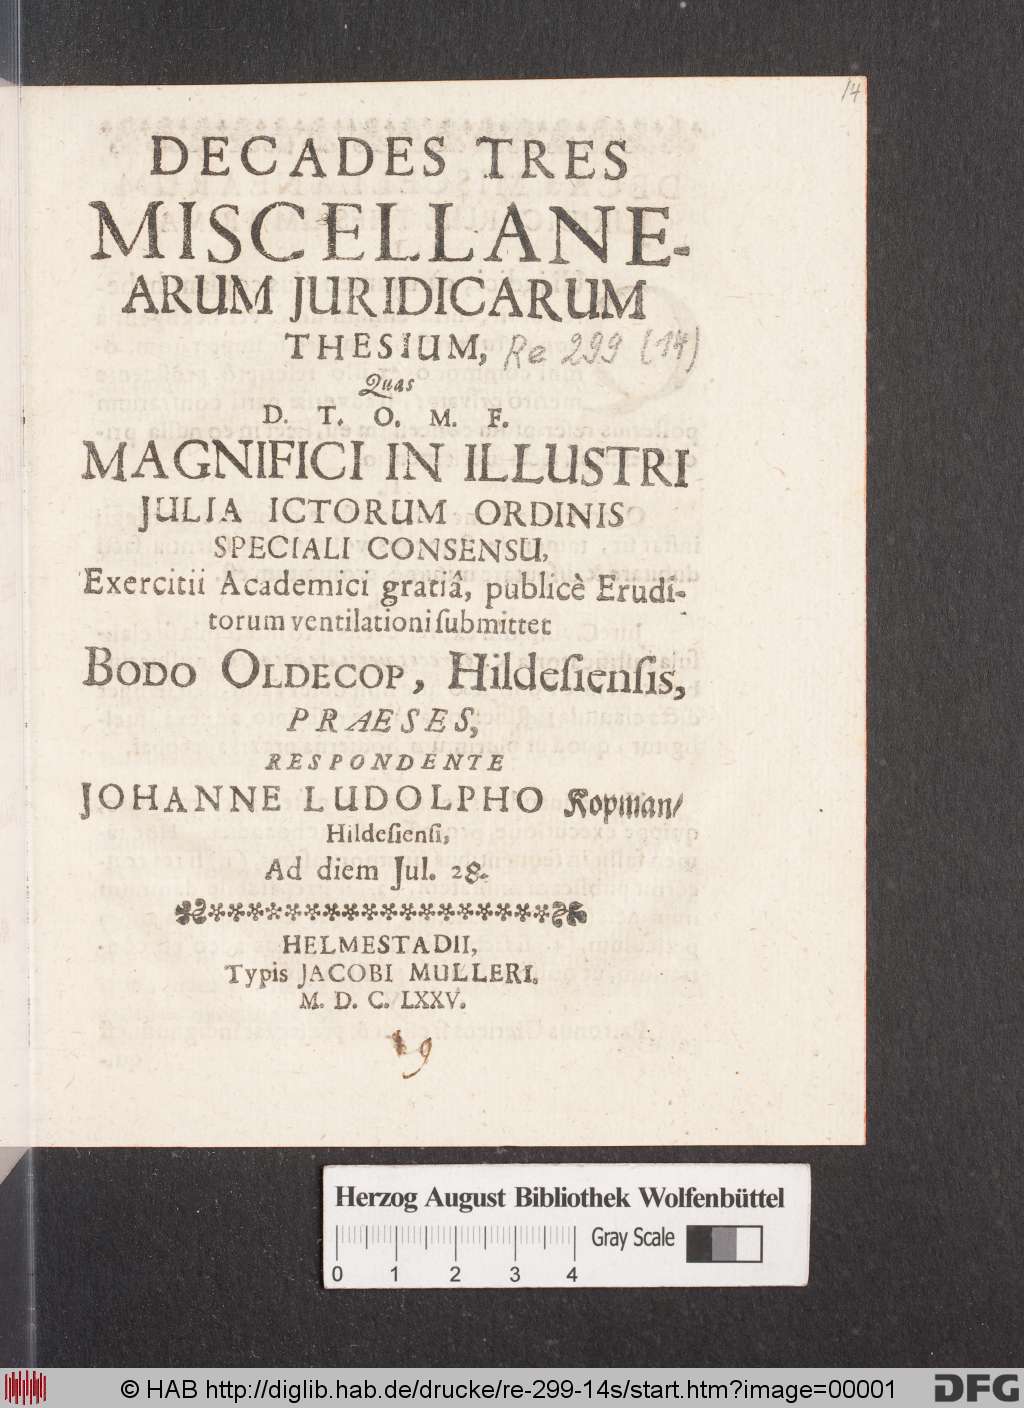 14
DECADES TRES
MISCELLANE-
ARUM JURIDICARUM
THESIUM, Re 299 (14)
Quas
D. T. O. M. F.
MAGNIFICI IN ILLUSTRI
JULIA ICTORUM ORDINIS
SPECIALI CONSENSU,
Exercitii Academici gratiâ, publicè Erudi-
torum ventilationi ſubmittet
BODO OLDECOP, Hildeſienſis,
PRAESES,
RESPONDENTE
JOHANNE LUDOLPHO Kopman/
Hildeſienſi,
Ad diem Jul. 28.
HELMESTADII,
Typis JACOBI MULLERI.
M. D. C. LXXV.
Herzog August Bibliothek Wolfenbüttel
Gray Scale
0 1 2 3 4
© HAB http://diglib.hab.de/drucke/re-299-14s/start.htm?image=00001
DFG